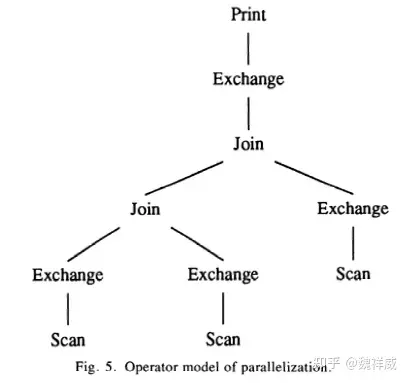 Print
Exchange
Join
Join Exchange
Exchange Exchange Scan
Scan Scan
Fig. 5. Operator model of parallelization.
知乎 @魏祥威